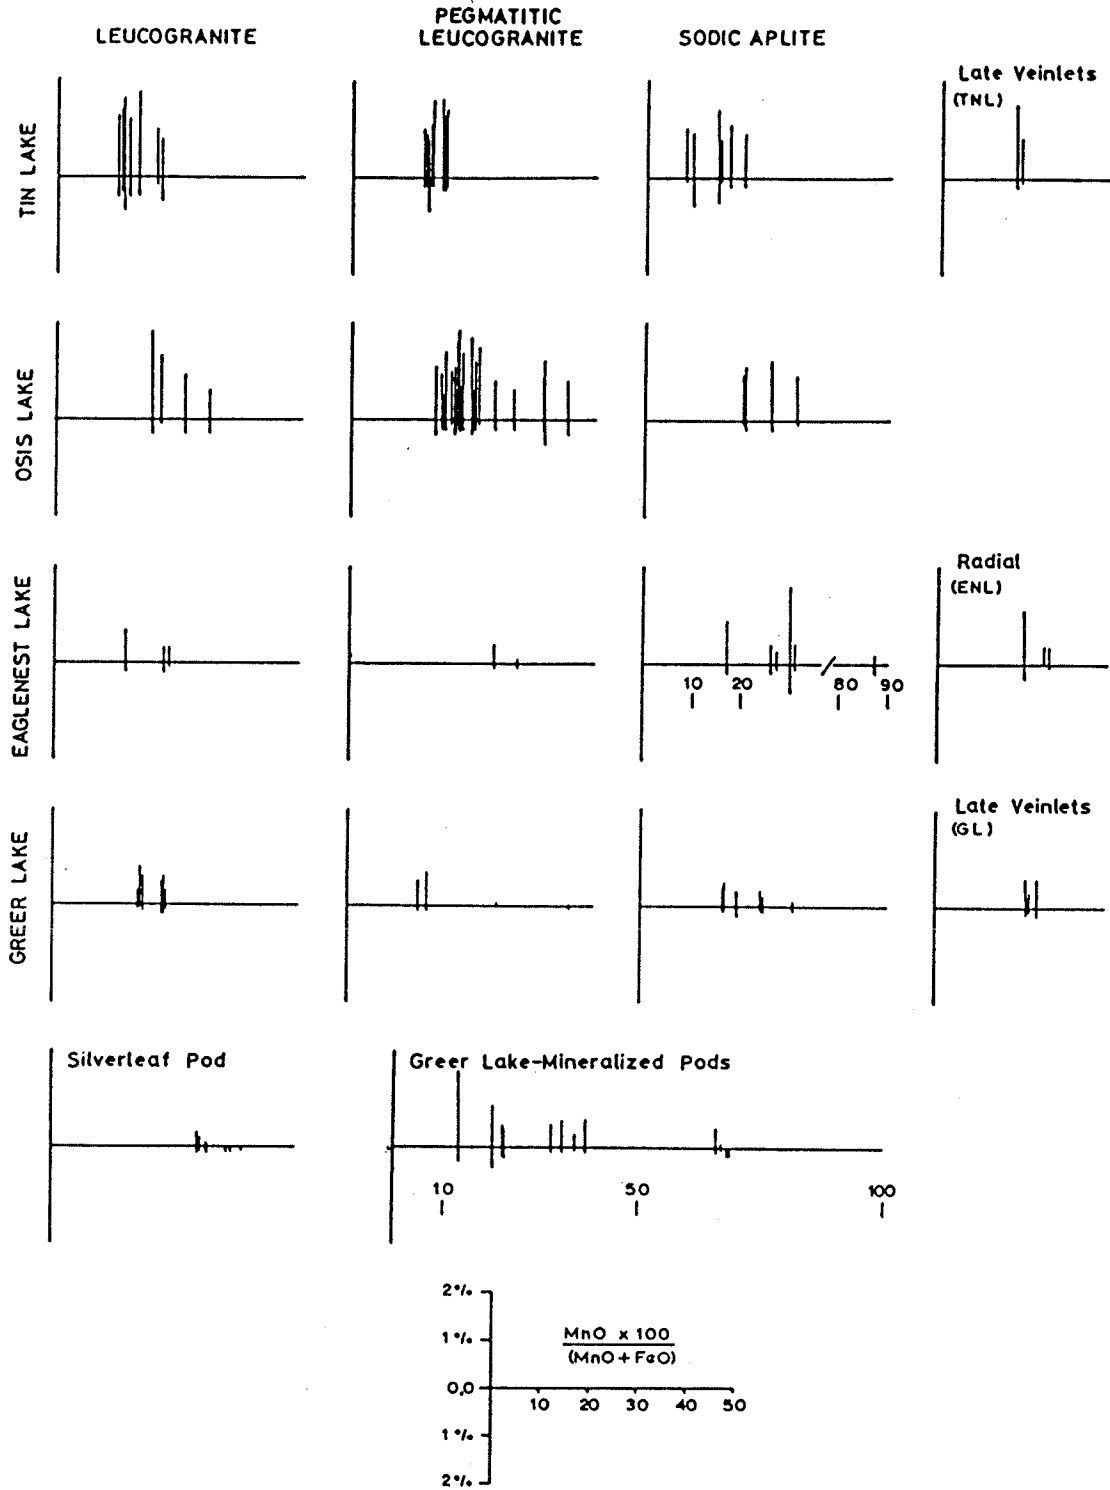 LEUCOGRANITE
PEGMATITIC
LEUCOGRANITE
SODIC APLITE
Late Veinlets
(TNL)
TIN LAKE
OSIS LAKE
EAGLENEST LAKE
10 20 80 90
Radial
(ENL)
GREER LAKE
Late Veinlets
(GL)
Silverleaf Pod
Greer Lake-Mineralized Pods
10 50 100
2%
1%
0,0
1%
2%
MnO x 100
(MnO + FeO)
10 20 30 40 50